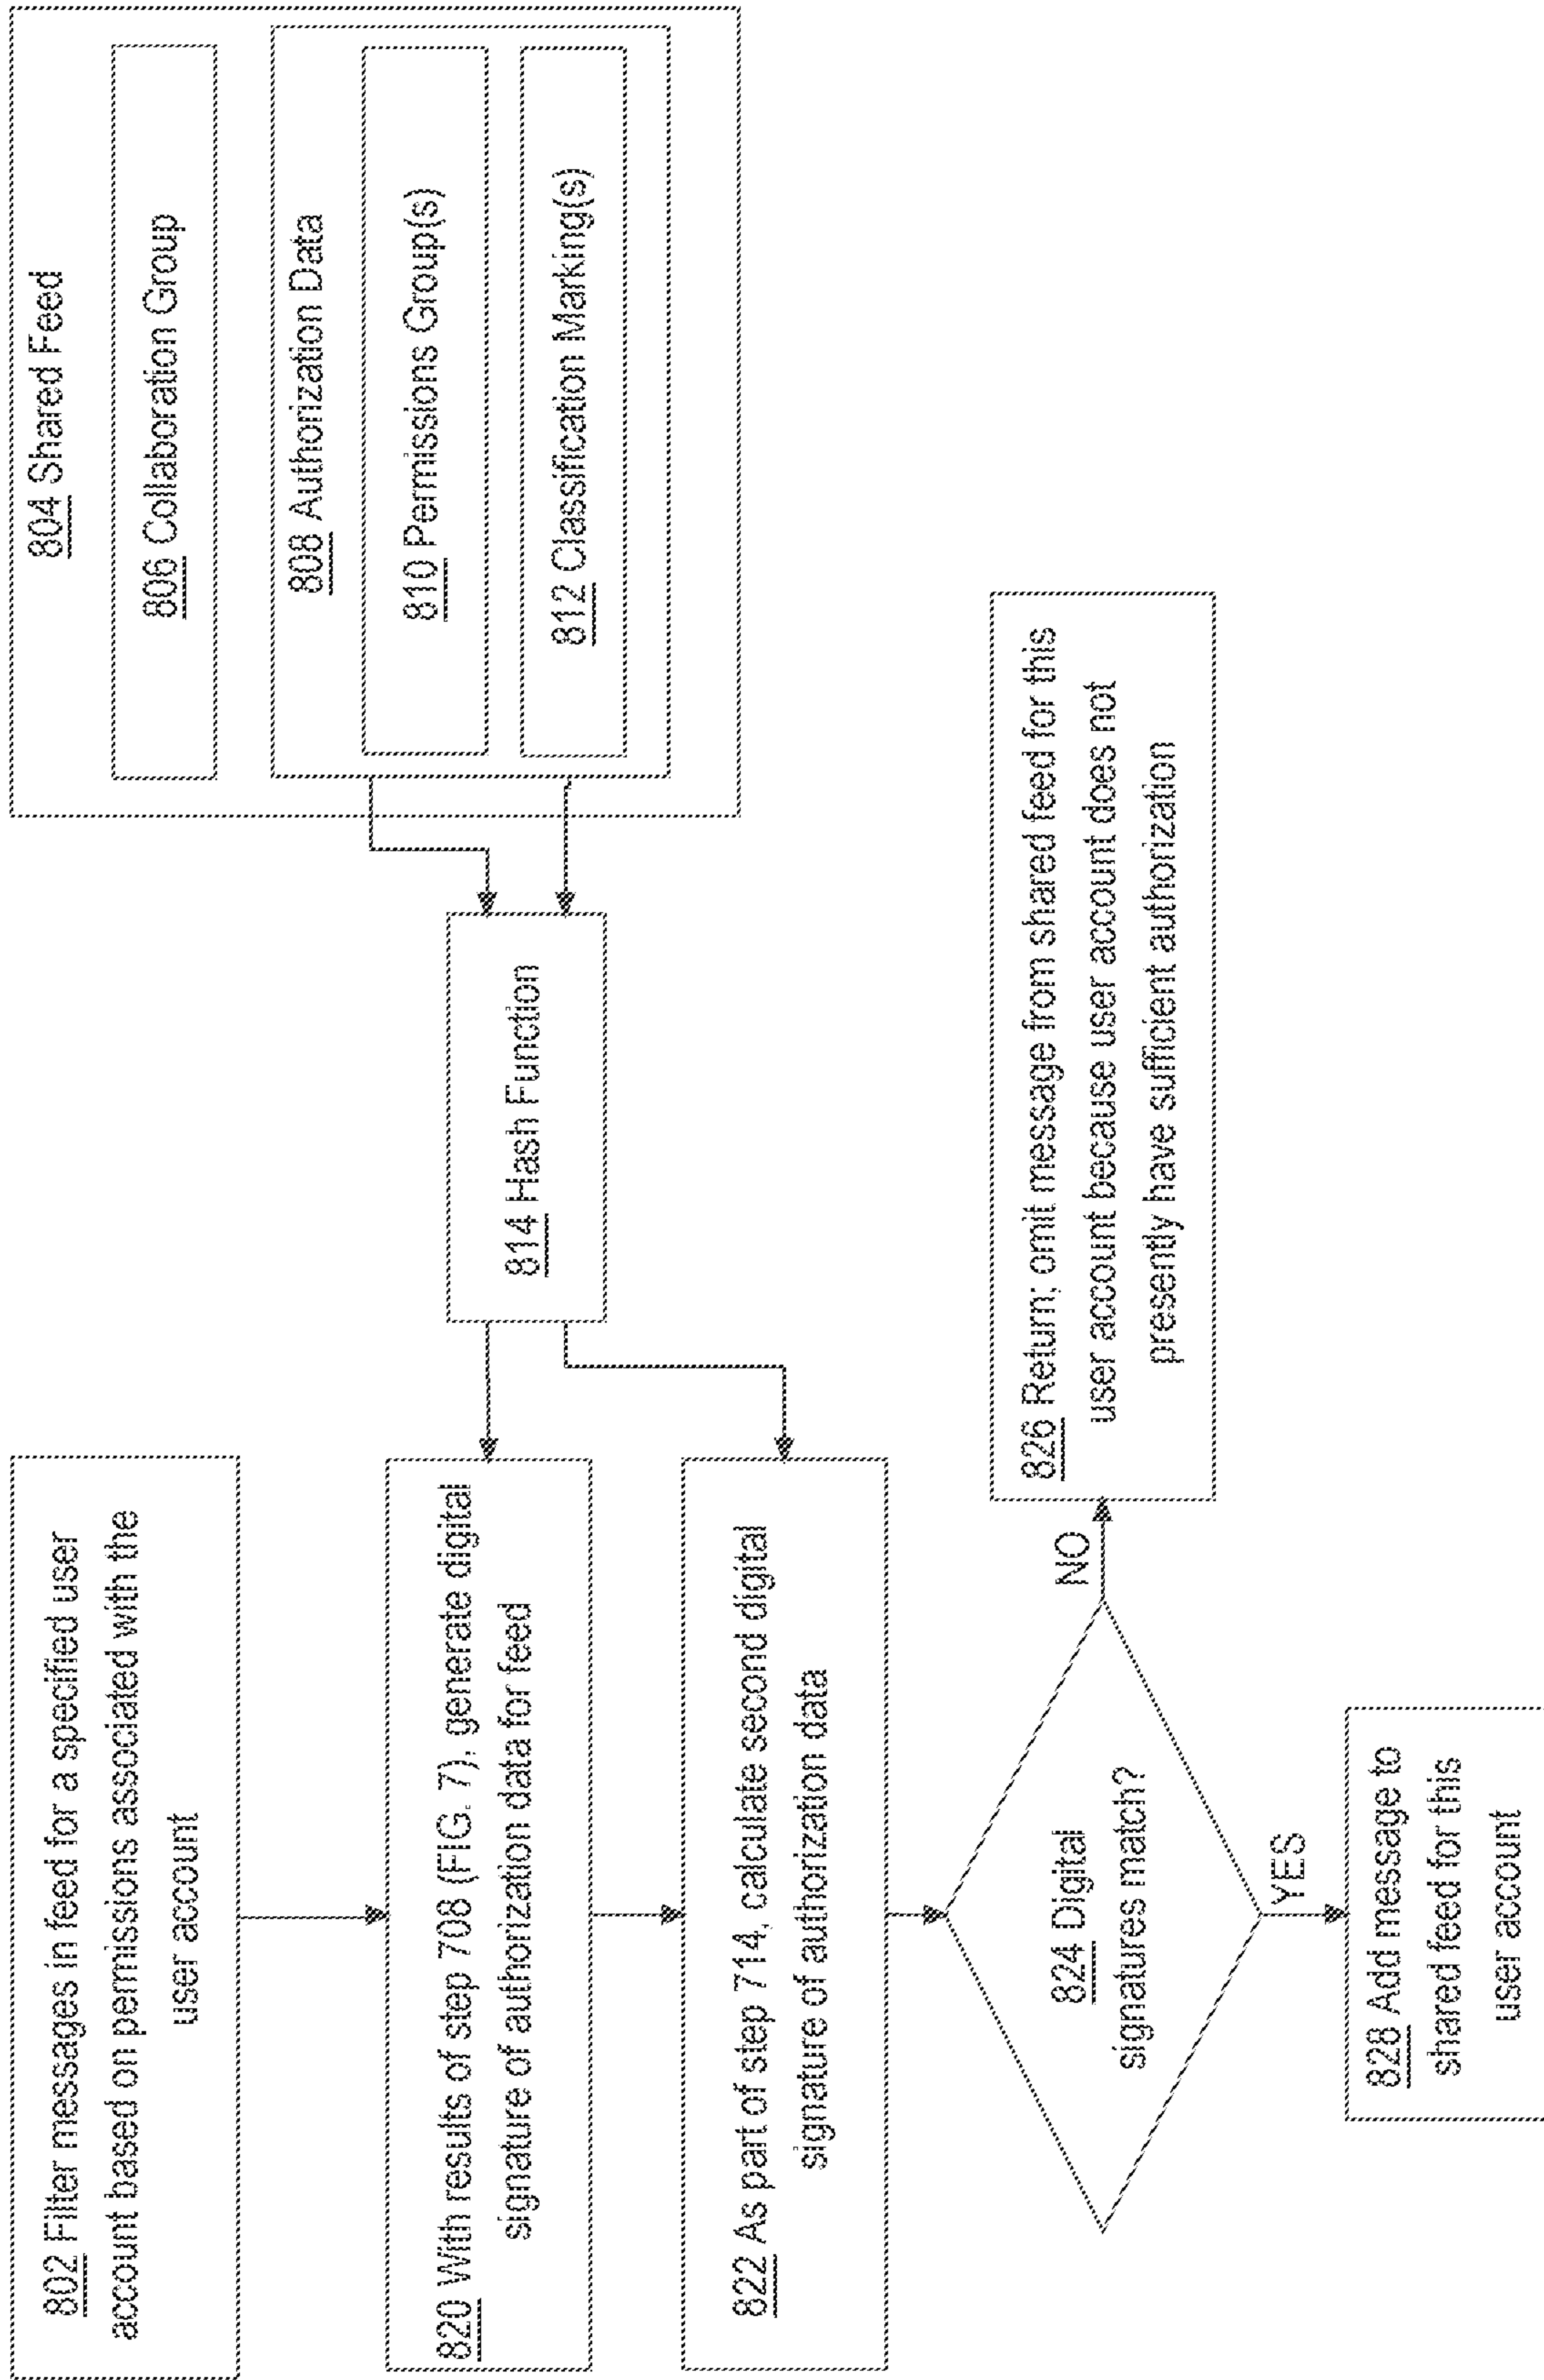 802 Filter messages in feed for a specified user
account based on permissions associated with the
user account
804 Shared Feed
806 Collaboration Group
808 Authorization Data
810 Permissions Group(s)
812 Classification Marking(s)
814 Hash Function
820 With results of step 708 (FIG. 7), generate digital
signature of authorization data for feed
822 As part of step 714, calculate second digital
signature of authorization data
824 Digital
signatures match?
NO
826 Return; omit message from shared feed for this
user account because user account does not
presently have sufficient authorization
YES
828 Add message to
shared feed for this
user account